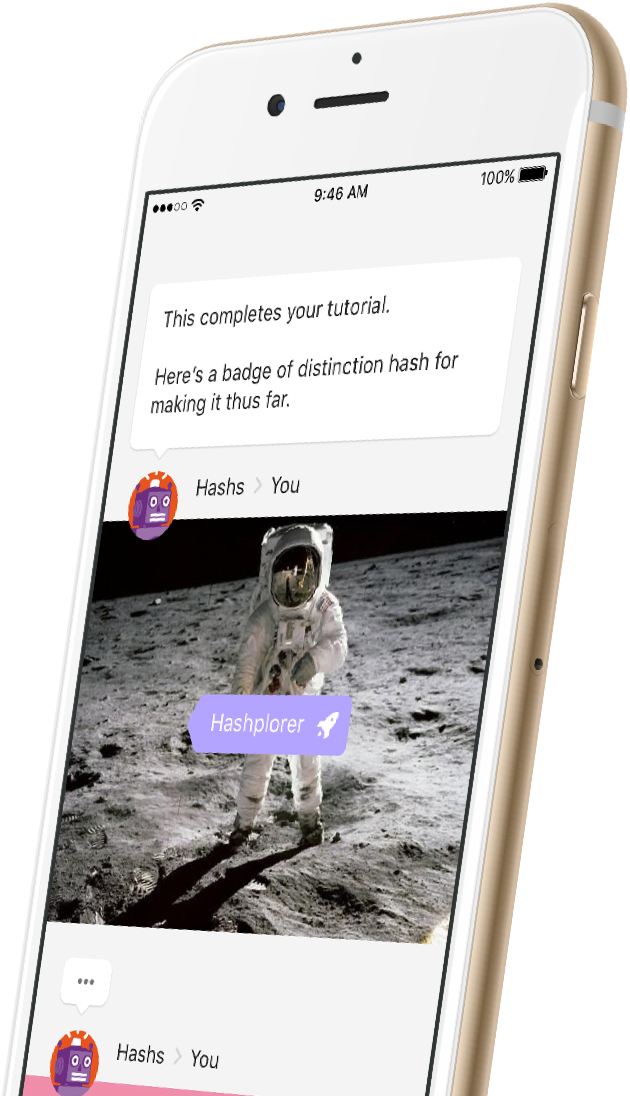 9:46 AM
100%
This completes your tutorial.
Here's a badge of distinction hash for
making it thus far.
Hashs > You
Hashplorer
...
Hashs > You